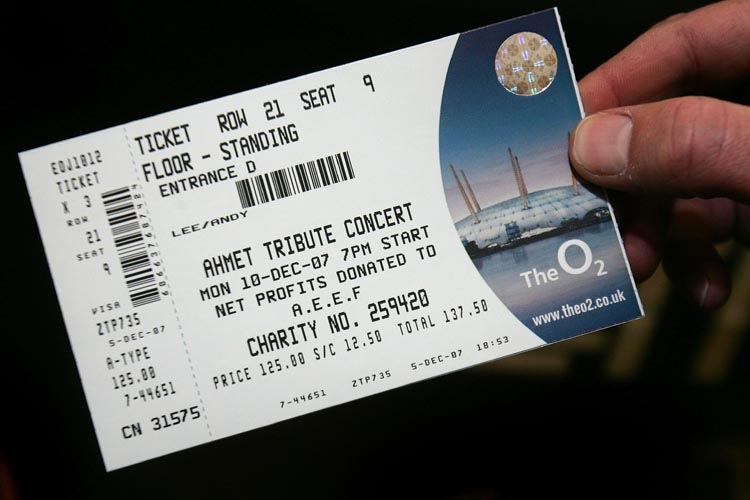 EOJ1012
TICKET
X 3
ROW
21
SEAT
9
VISA
ZTP735
5-DEC-07
A-TYPE
125.00
7-44651
CN 31575
TICKET ROW 21 SEAT 9
FLOOR - STANDING
ENTRANCE D
LEE/ANDY
AHMET TRIBUTE CONCERT
MON 10-DEC-07 7PM START
NET PROFITS DONATED TO
A.E.E.F
CHARITY NO. 259420
PRICE 125.00 S/C 12.50 TOTAL 137.50
7-44651 ZTP735 5-DEC-07 18:53
The O2
www.theo2.co.uk